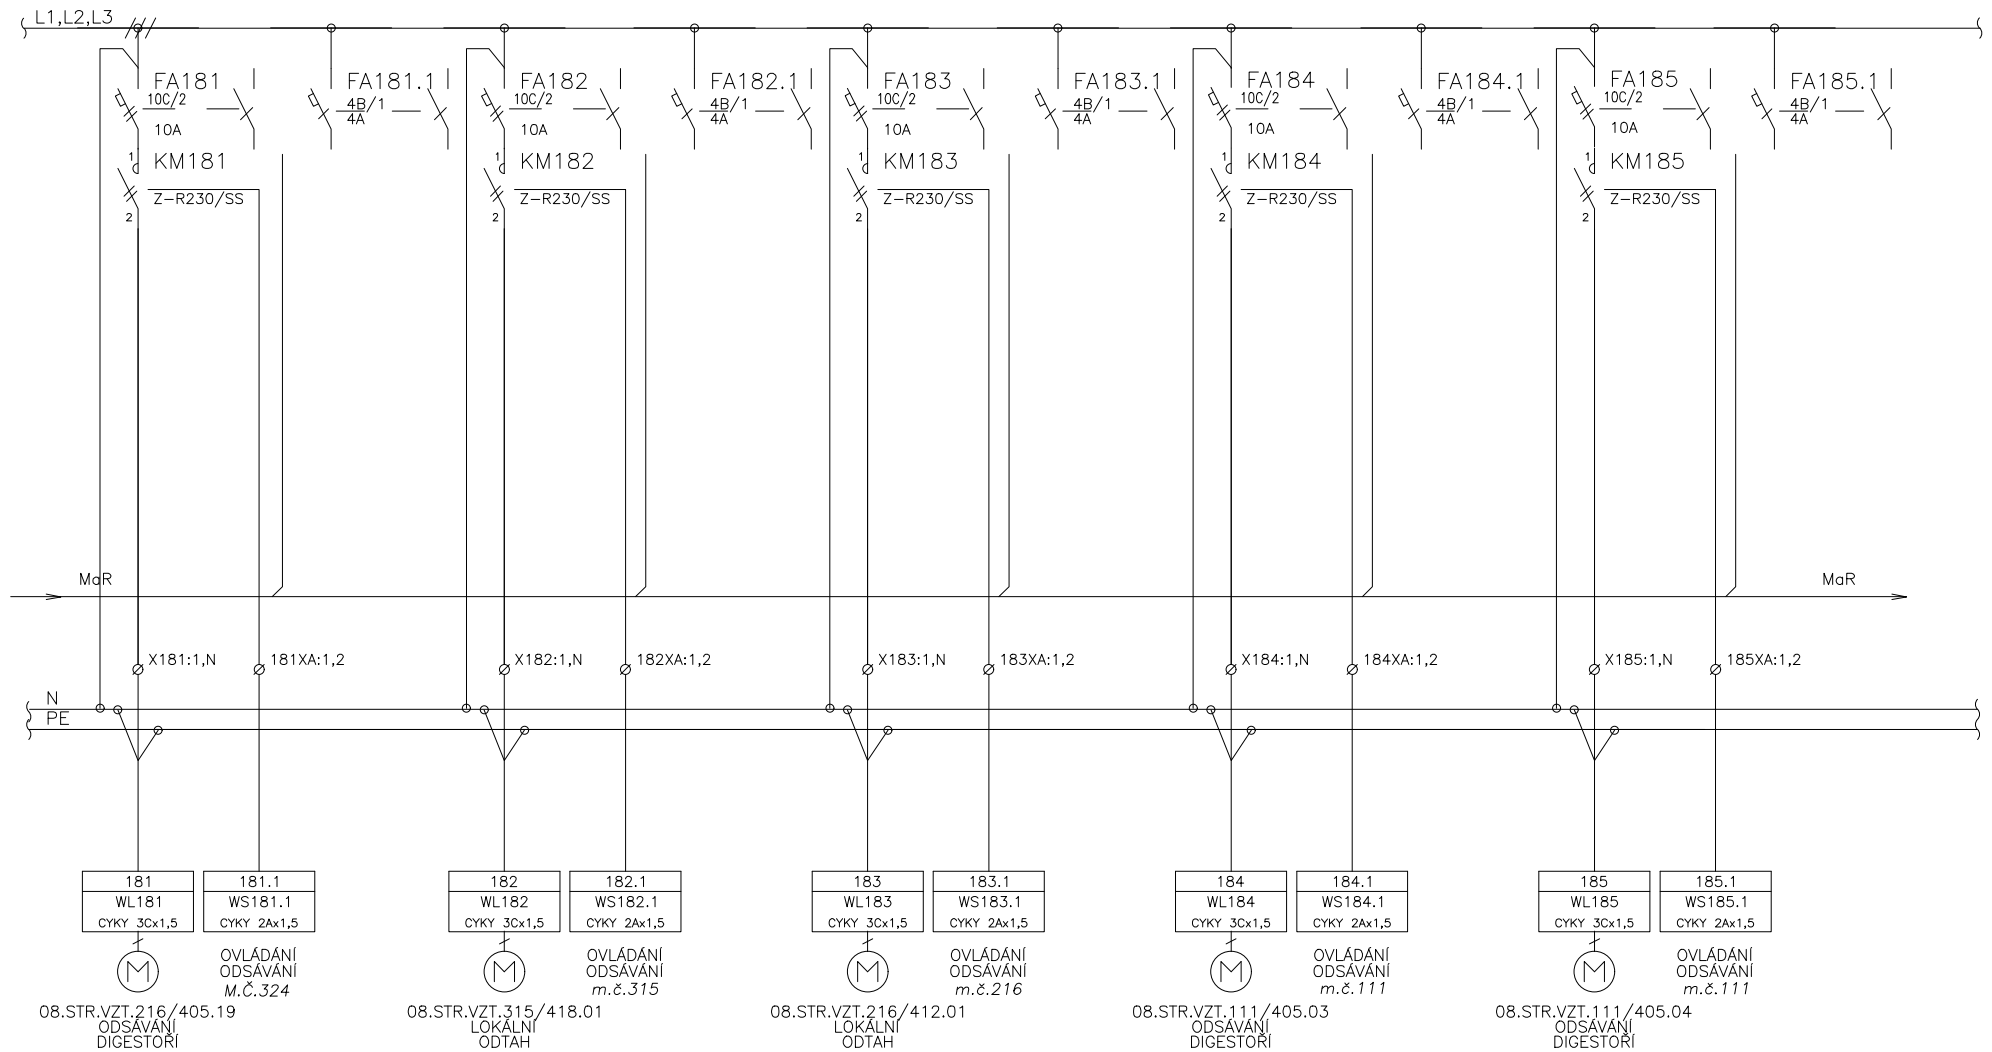 L1,L2,L3
FA181
10C/2
10A
FA181.1
4B/1
4A
FA182
10C/2
10A
FA182.1
4B/1
4A
FA183
10C/2
10A
FA183.1
4B/1
4A
FA184
10C/2
10A
FA184.1
4B/1
4A
FA185
10C/2
10A
FA185.1
4B/1
4A
1
KM181
Z-R230/SS
2
1
KM182
Z-R230/SS
2
1
KM183
Z-R230/SS
2
1
KM184
Z-R230/SS
2
1
KM185
Z-R230/SS
2
MaR
MaR
X181:1,N
181XA:1,2
X182:1,N
182XA:1,2
X183:1,N
183XA:1,2
X184:1,N
184XA:1,2
X185:1,N
185XA:1,2
N
PE
181
WL181
CYKY 3Cx1,5
181.1
WS181.1
CYKY 2Ax1,5
182
WL182
CYKY 3Cx1,5
182.1
WS182.1
CYKY 2Ax1,5
183
WL183
CYKY 3Cx1,5
183.1
WS183.1
CYKY 2Ax1,5
184
WL184
CYKY 3Cx1,5
184.1
WS184.1
CYKY 2Ax1,5
185
WL185
CYKY 3Cx1,5
185.1
WS185.1
CYKY 2Ax1,5
M
OVLÁDÁNÍ
ODSÁVÁNÍ
M.Č.324
M
OVLÁDÁNÍ
ODSÁVÁNÍ
m.č.315
M
OVLÁDÁNÍ
ODSÁVÁNÍ
m.č.216
M
OVLÁDÁNÍ
ODSÁVÁNÍ
m.č.111
M
OVLÁDÁNÍ
ODSÁVÁNÍ
m.č.111
08.STR.VZT.216/405.19
ODSÁVÁNÍ
DIGESTOŘÍ
08.STR.VZT.315/418.01
LOKÁLNÍ
ODTAH
08.STR.VZT.216/412.01
LOKÁLNÍ
ODTAH
08.STR.VZT.111/405.03
ODSÁVÁNÍ
DIGESTOŘÍ
08.STR.VZT.111/405.04
ODSÁVÁNÍ
DIGESTOŘÍ